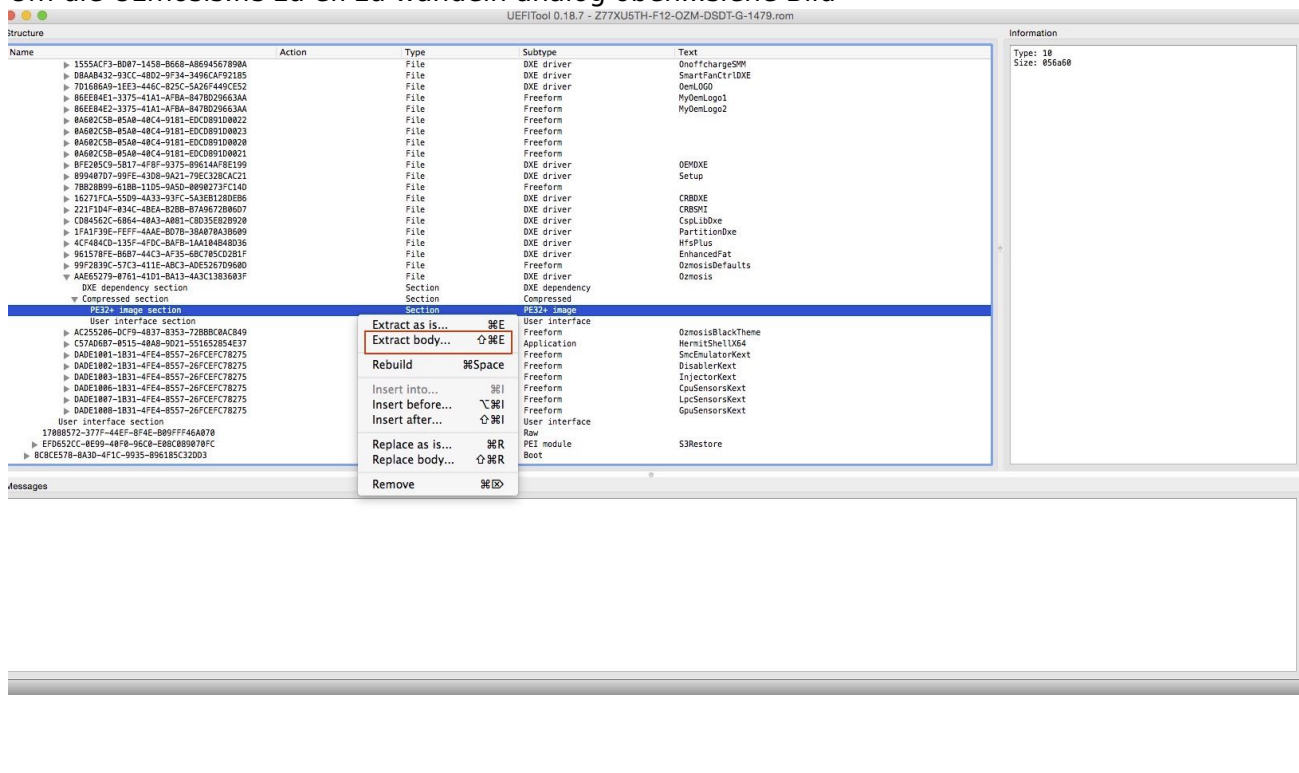 Um die Ozmosisffs zu efi zu wandeln analog obenwisiene Bild
UEFITool 0.18.7 - Z77XU5TH-F12-OZM-DSDT-G-1479.rom
Structure
Information
Name Action Type Subtype Text
Type: 10
Size: 056a60
1555ACF3-BD07-1458-B668-A8694567890A File DXE driver OnoffchargeSMM
DBAAB432-93CC-48D2-9F34-3496CAF92185 File DXE driver SmartFanCtrlDXE
7D1686A9-1EE3-446C-825C-5A26F449CE52 File DXE driver OemLOGO
86EE84E1-3375-41A1-AFBA-847BD29663AA File Freeform MyOemLogo1
86EE84E2-3375-41A1-AFBA-847BD29663AA File Freeform MyOemLogo2
0A602C5B-05A0-40C4-9181-EDCD891D0022 File Freeform
0A602C5B-05A0-40C4-9181-EDCD891D0023 File Freeform
0A602C5B-05A0-40C4-9181-EDCD891D0020 File Freeform
0A602C5B-05A0-40C4-9181-EDCD891D0021 File Freeform
BFE205C9-5B17-4F8F-9375-89614AF8E199 File DXE driver OEMDXE
899407D7-99FE-43D8-9A21-79EC328CAC21 File DXE driver Setup
7BB28B99-61BB-11D5-9A5D-0090273FC14D File Freeform
16271FCA-55D9-4A33-93FC-5A3EB128DEB6 File DXE driver CRBDXE
221F1D4F-034C-4BEA-B2BB-B7A9672B06D7 File DXE driver CRBSMI
CD84562C-6864-40A3-A081-C8D35E82B920 File DXE driver CspLibDxe
1FA1F39E-FEFF-4AAE-BD7B-38A070A3B609 File DXE driver PartitionDxe
4CF484CD-135F-4FDC-BAFB-1AA104B48D36 File DXE driver HfsPlus
961578FE-B6B7-44C3-AF35-6BC705CD2B1F File DXE driver EnhancedFat
99F2839C-57C3-411E-ABC3-ADE5267D960D File Freeform OzmosisDefaults
AAE65279-0761-41D1-BA13-4A3C1383603F File DXE driver Ozmosis
DXE dependency section Section DXE dependency
Compressed section Section Compressed
PE32+ image section Section PE32+ image
User interface section User interface
AC255206-DCF9-4837-8353-72BBBC0AC849 Freeform OzmosisBlackTheme
C57AD6B7-0515-40A8-9D21-551652854E37 Application HermitShellX64
DADE1001-1B31-4FE4-8557-26FCEFC78275 Freeform SmcEmulatorKext
DADE1002-1B31-4FE4-8557-26FCEFC78275 Freeform DisablerKext
DADE1003-1B31-4FE4-8557-26FCEFC78275 Freeform InjectorKext
DADE1006-1B31-4FE4-8557-26FCEFC78275 Freeform CpuSensorsKext
DADE1007-1B31-4FE4-8557-26FCEFC78275 Freeform LpcSensorsKext
DADE1008-1B31-4FE4-8557-26FCEFC78275 Freeform GpuSensorsKext
User interface section User interface
17088572-377F-44EF-8F4E-B09FFF46A070 Raw
EFD652CC-0E99-40F0-96C0-E08C089070FC PEI module S3Restore
8C8CE578-8A3D-4F1C-9935-896185C32DD3 Boot
Extract as is... ⌘E
Extract body... ⇧⌘E
Rebuild ⌘Space
Insert into... ⌘I
Insert before... ⌥⌘I
Insert after... ⇧⌘I
Replace as is... ⌘R
Replace body... ⇧⌘R
Remove ⌘⌦
Messages